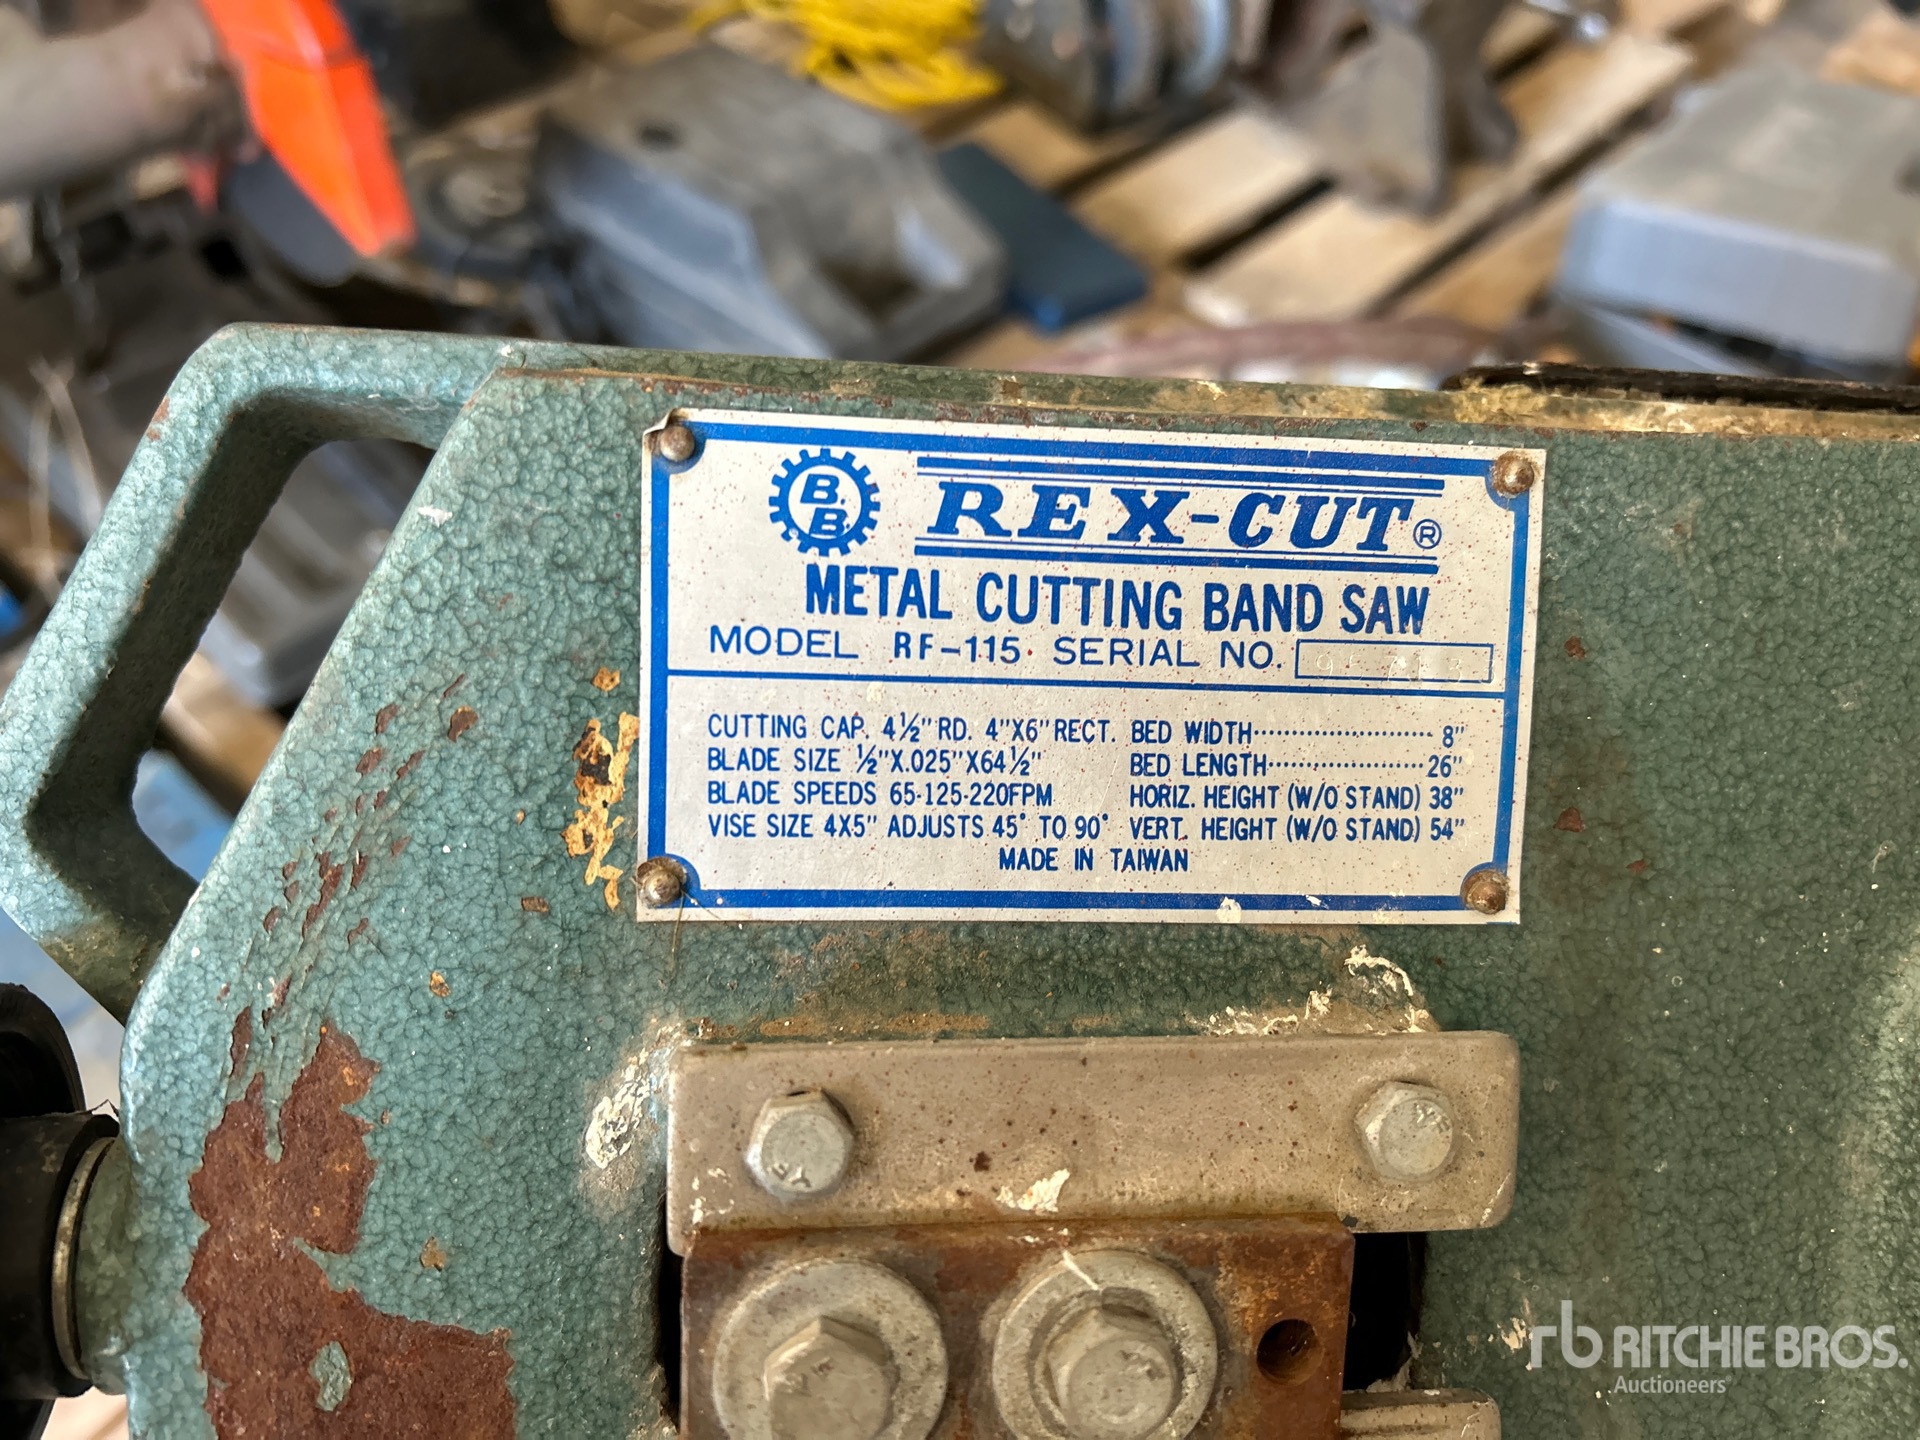 B.B.
REX-CUT®
METAL CUTTING BAND SAW
MODEL RF-115 SERIAL NO.
CUTTING CAP. 4½" RD. 4"X6" RECT. BED WIDTH······················· 8"
BLADE SIZE ½"X.025"X64½" BED LENGTH···················· 26"
BLADE SPEEDS 65-125-220FPM HORIZ. HEIGHT (W/O STAND) 38"
VISE SIZE 4X5" ADJUSTS 45° TO 90° VERT. HEIGHT (W/O STAND) 54"
MADE IN TAIWAN
rb RITCHIE BROS.
Auctioneers